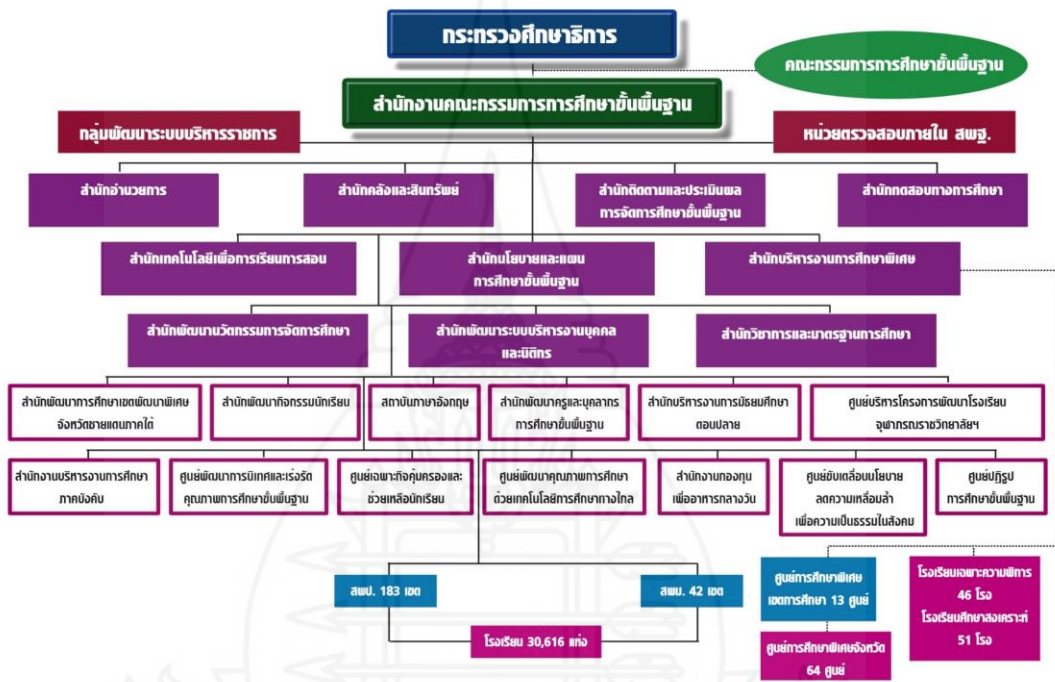 กระทรวงศึกษาธิการ
คณะกรรมการการศึกษาขั้นพื้นฐาน
สำนักงานคณะกรรมการการศึกษาขั้นพื้นฐาน
กลุ่มพัฒนาระบบบริหารราชการ
หน่วยตรวจสอบภายใน สพฐ.
สำนักอำนวยการ
สำนักคลังและสินทรัพย์
สำนักติดตามและประเมินผล
การจัดการศึกษาขั้นพื้นฐาน
สำนักทดสอบทางการศึกษา
สำนักเทคโนโลยีเพื่อการเรียนการสอน
สำนักนโยบายและแผน
การศึกษาขั้นพื้นฐาน
สำนักบริหารงานการศึกษาพิเศษ
สำนักพัฒนานวัตกรรมการจัดการศึกษา
สำนักพัฒนาระบบบริหารงานบุคคล
และนิติกร
สำนักวิชาการและมาตรฐานการศึกษา
สำนักพัฒนาการศึกษาเขตพัฒนาพิเศษ
จังหวัดชายแดนภาคใต้
สำนักพัฒนากิจกรรมนักเรียน
สถาบันภาษาอังกฤษ
สำนักพัฒนาครูและบุคลากร
การศึกษาขั้นพื้นฐาน
สำนักบริหารงานการมัธยมศึกษา
ตอนปลาย
ศูนย์บริหารโครงการพัฒนาโรงเรียน
จุฬาภรณราชวิทยาลัยฯ
สำนักงานบริหารงานการศึกษา
ภาคบังคับ
ศูนย์พัฒนาการนิเทศและเร่งรัด
คุณภาพการศึกษาขั้นพื้นฐาน
ศูนย์เฉพาะกิจคุ้มครองและ
ช่วยเหลือนักเรียน
ศูนย์พัฒนาคุณภาพการศึกษา
ด้วยเทคโนโลยีการศึกษาทางไกล
สำนักงานกองทุน
เพื่ออาหารกลางวัน
ศูนย์ขับเคลื่อนนโยบาย
ลดความเหลื่อมล้ำ
เพื่อความเป็นธรรมในสังคม
ศูนย์ปฏิรูป
การศึกษาขั้นพื้นฐาน
สพป. 183 เขต
สพม. 42 เขต
โรงเรียน 30,616 แห่ง
ศูนย์การศึกษาพิเศษ
เขตการศึกษา 13 ศูนย์
ศูนย์การศึกษาพิเศษจังหวัด
64 ศูนย์
โรงเรียนเฉพาะความพิการ
46 โรง
โรงเรียนศึกษาสงเคราะห์
51 โรง